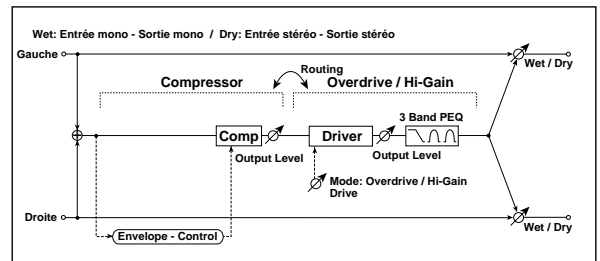 Wet: Entrée mono - Sortie mono / Dry: Entrée stéréo - Sortie stéréo
Gauche
Wet / Dry
Routing
Compressor
Overdrive / Hi-Gain
3 Band PEQ
Comp
Driver
Output Level
Output Level
Mode: Overdrive / Hi-Gain
Drive
Droite
Wet / Dry
Envelope - Control